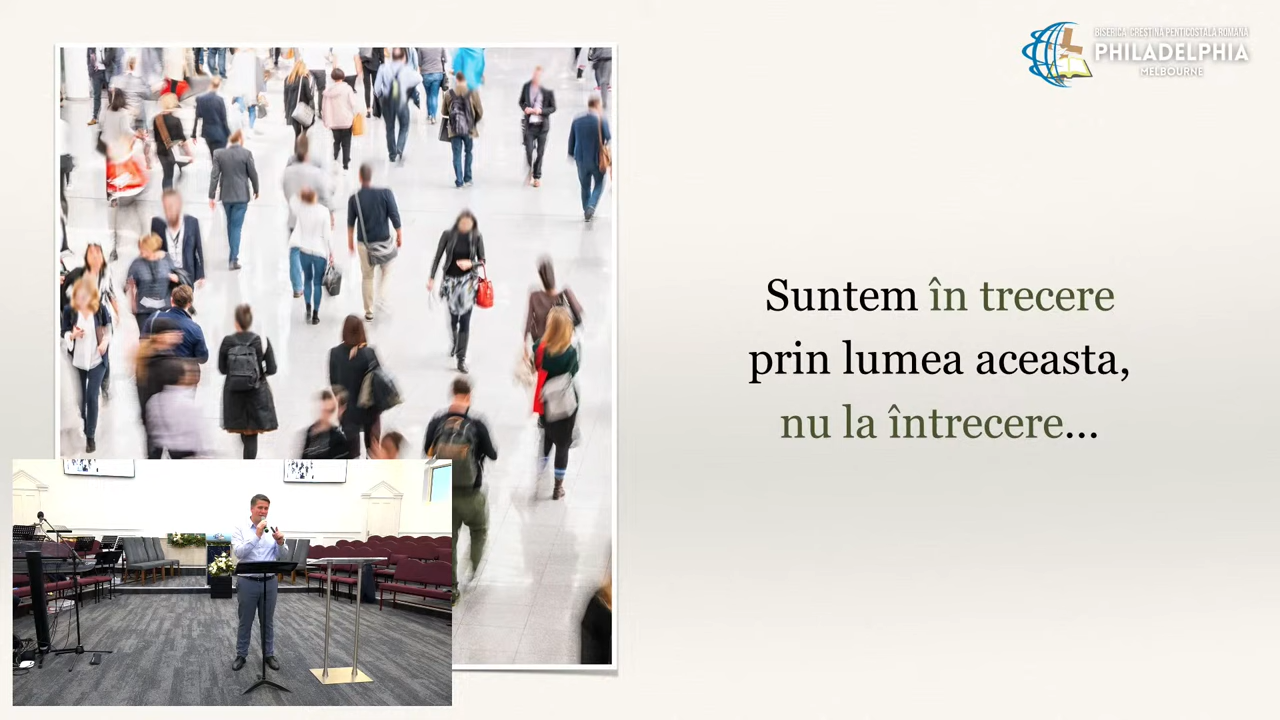 BISERICA CREȘTINĂ PENTICOSTALĂ ROMÂNĂ
PHILADELPHIA
MELBOURNE
Suntem în trecere
prin lumea aceasta,
nu la întrecere...